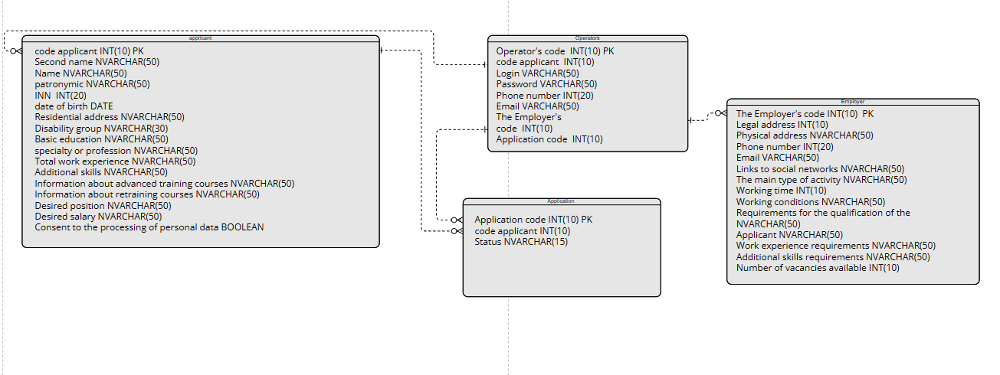 applicant
code applicant INT(10) PK
Second name NVARCHAR(50)
Name NVARCHAR(50)
patronymic NVARCHAR(50)
INN INT(20)
date of birth DATE
Residential address NVARCHAR(50)
Disability group NVARCHAR(30)
Basic education NVARCHAR(50)
specialty or profession NVARCHAR(50)
Total work experience NVARCHAR(50)
Additional skills NVARCHAR(50)
Information about advanced training courses NVARCHAR(50)
Information about retraining courses NVARCHAR(50)
Desired position NVARCHAR(50)
Desired salary NVARCHAR(50)
Consent to the processing of personal data BOOLEAN
Operators
Operator's code INT(10) PK
code applicant INT(10)
Login VARCHAR(50)
Password VARCHAR(50)
Phone number INT(20)
Email VARCHAR(50)
The Employer's
code INT(10)
Application code INT(10)
Application
Application code INT(10) PK
code applicant INT(10)
Status NVARCHAR(15)
Employer
The Employer's code INT(10) PK
Legal address INT(10)
Physical address NVARCHAR(50)
Phone number INT(20)
Email VARCHAR(50)
Links to social networks NVARCHAR(50)
The main type of activity NVARCHAR(50)
Working time INT(10)
Working conditions NVARCHAR(50)
Requirements for the qualification of the
NVARCHAR(50)
Applicant NVARCHAR(50)
Work experience requirements NVARCHAR(50)
Additional skills requirements NVARCHAR(50)
Number of vacancies available INT(10)